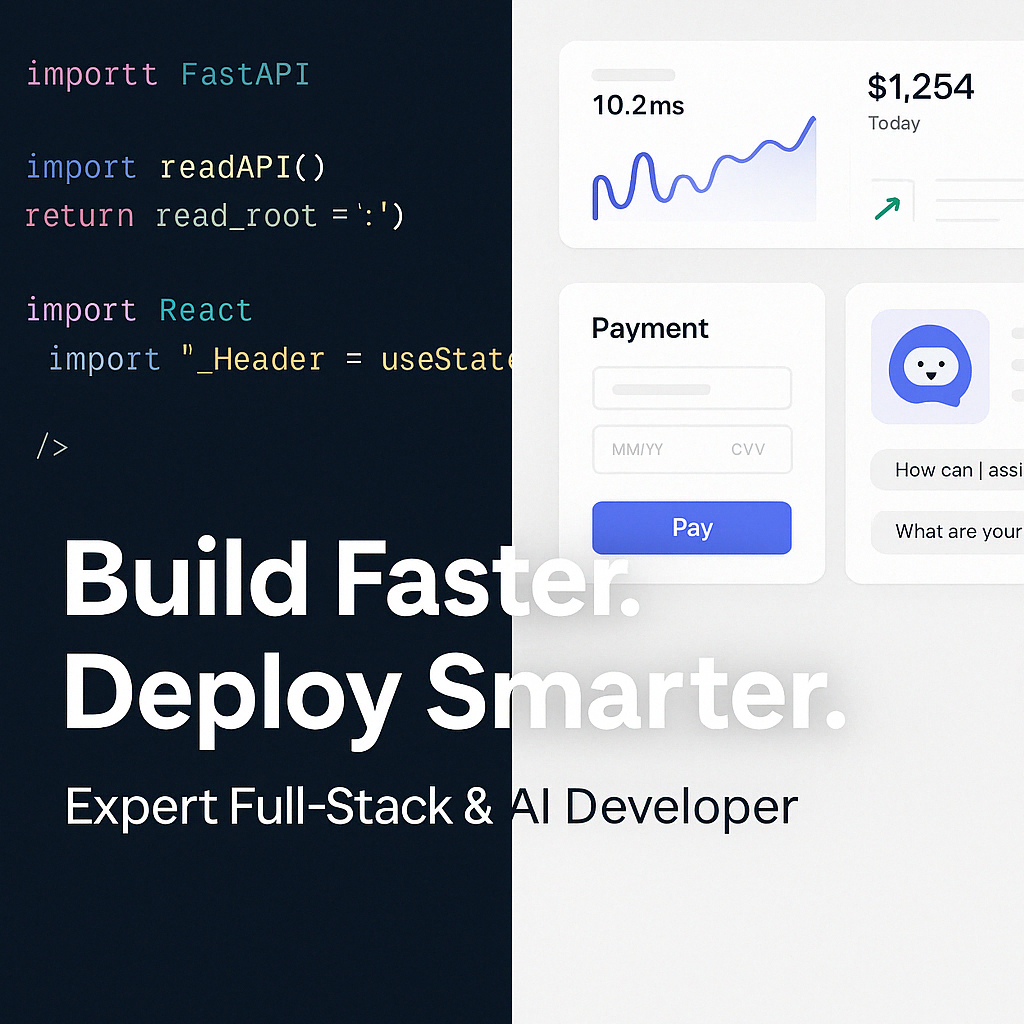 importt FastAPI
import readAPI()
return read_root = ':')
import React
import "_Header = useState
/>
10.2ms
$1,254
Today
Payment
MM/YY CVV
Pay
How can | assi
What are your
Build Faster.
Deploy Smarter.
Expert Full-Stack & AI Developer